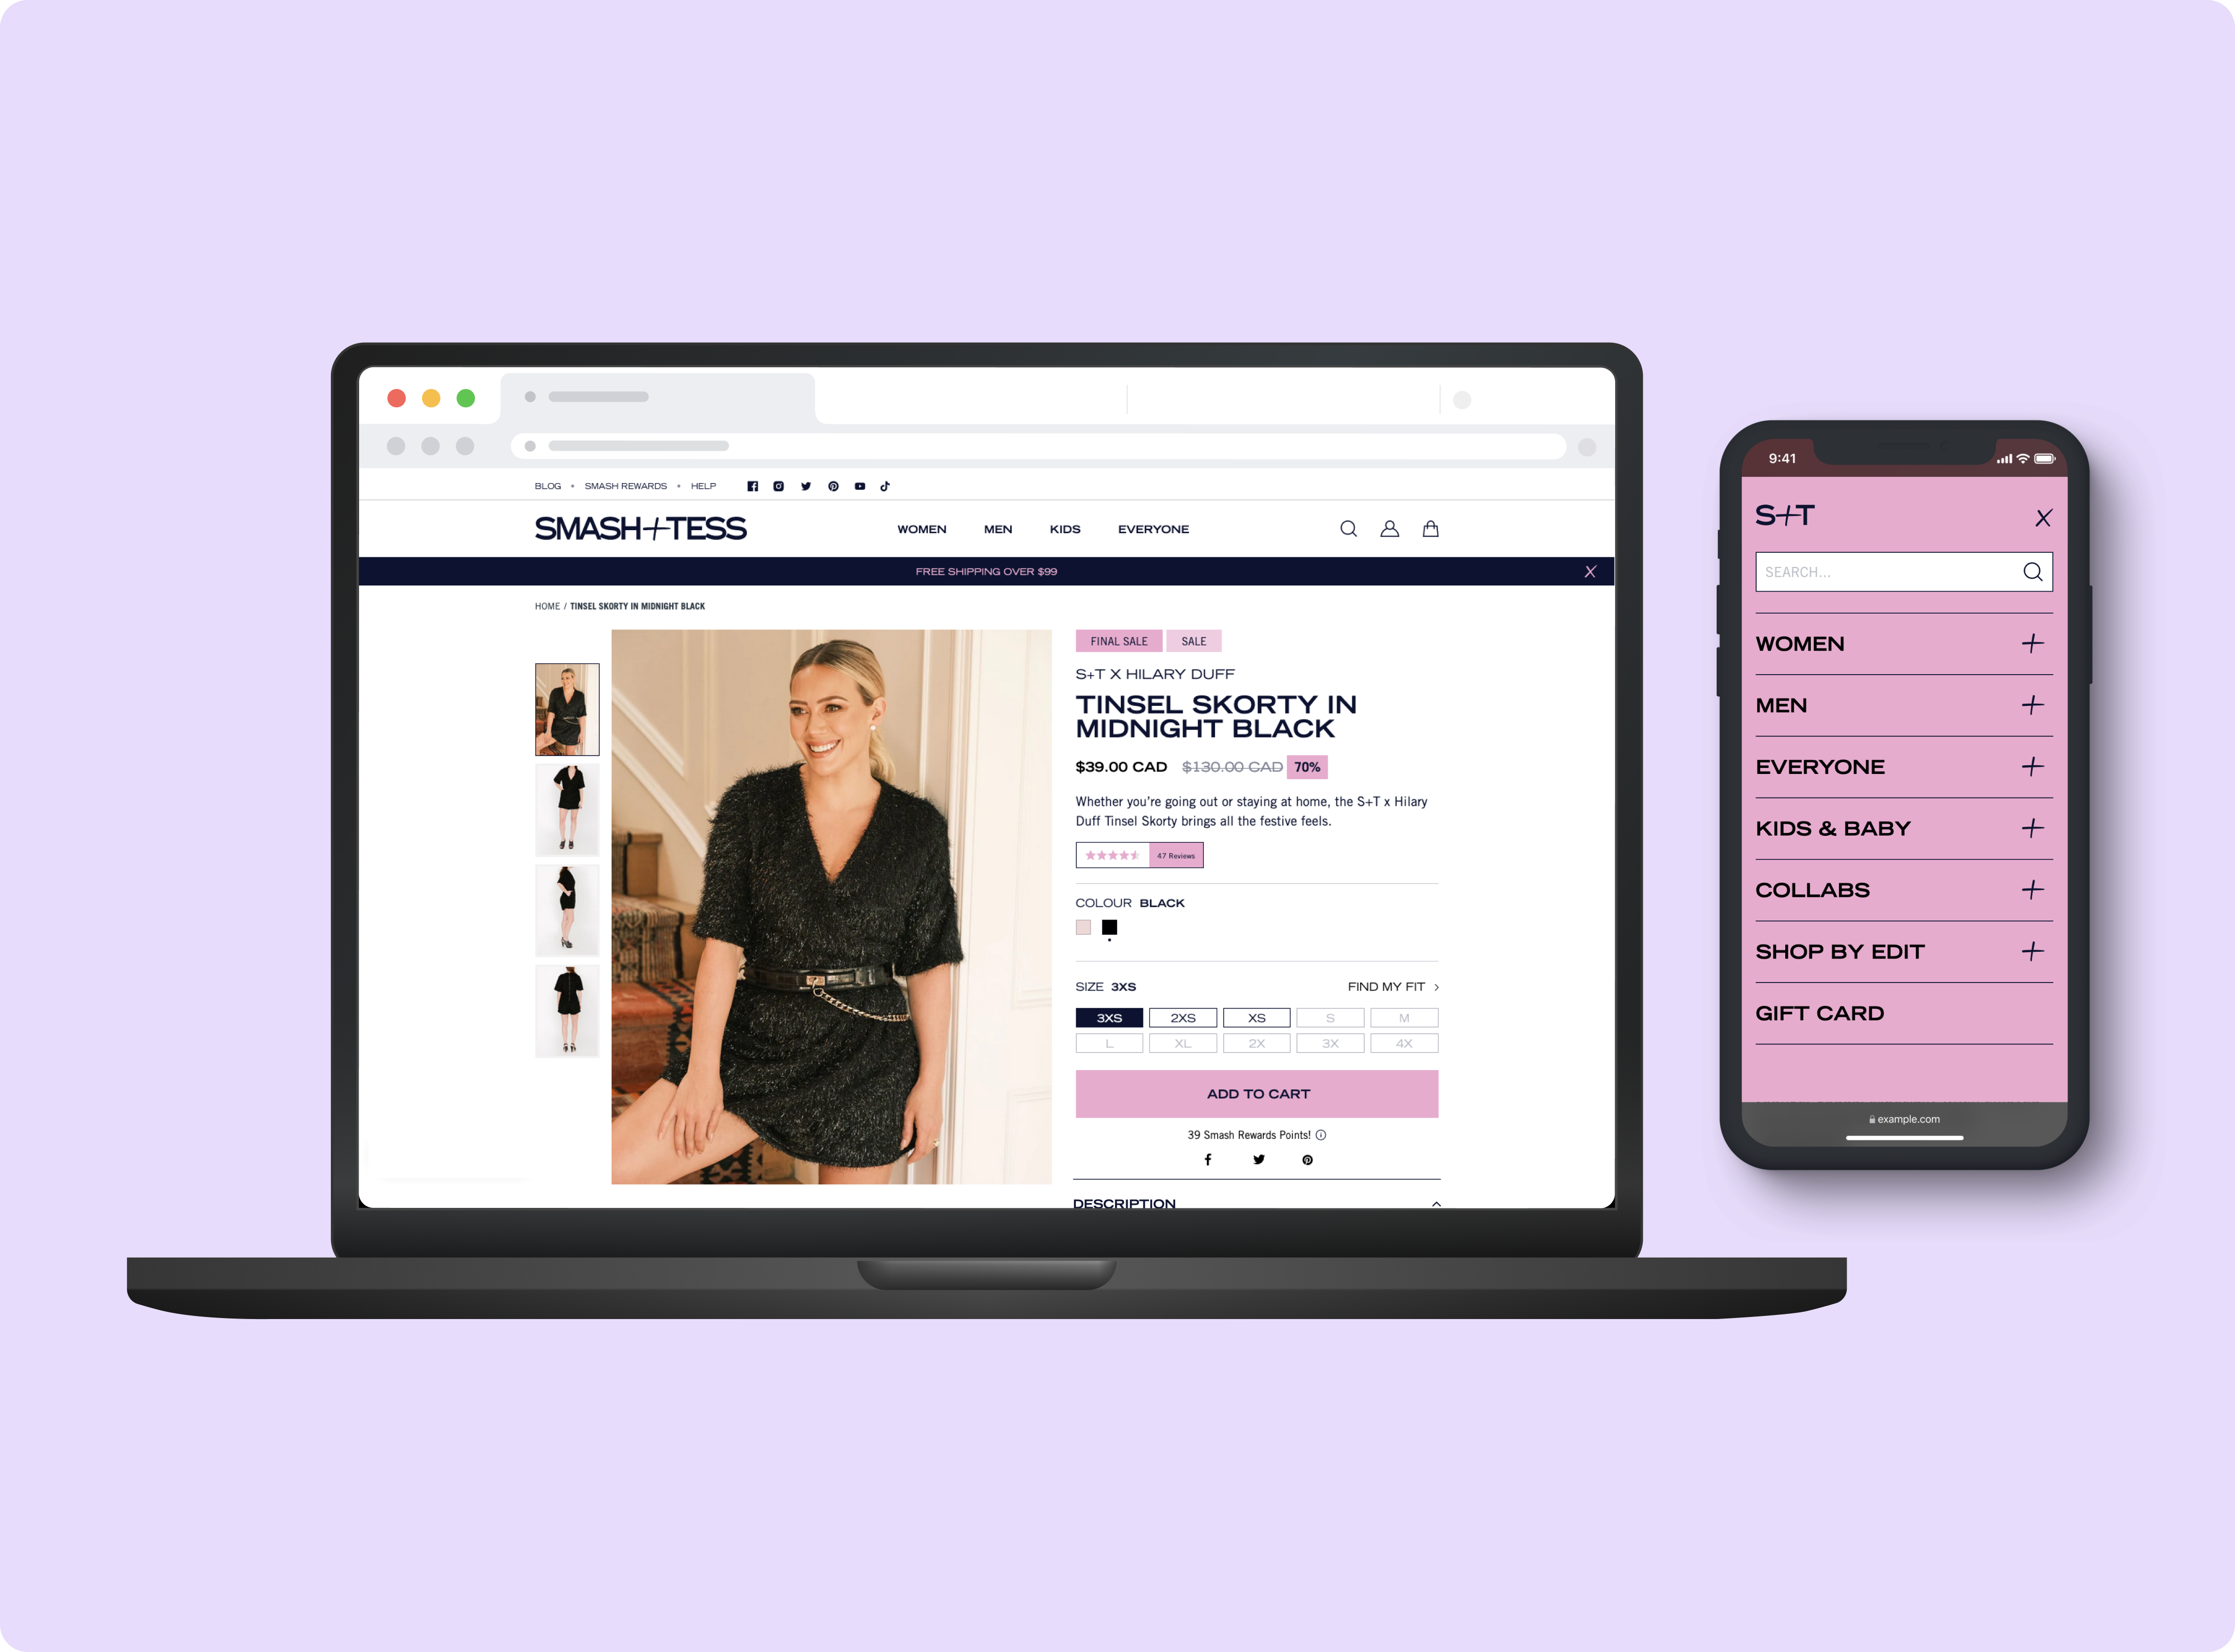 BLOG • SMASH REWARDS • HELP
SMASH+TESS
WOMEN MEN KIDS EVERYONE
FREE SHIPPING OVER $99 X
HOME / TINSEL SKORTY IN MIDNIGHT BLACK
FINAL SALE SALE
S+T X HILARY DUFF
TINSEL SKORTY IN
MIDNIGHT BLACK
$39.00 CAD $130.00 CAD 70%
Whether you’re going out or staying at home, the S+T x Hilary
Duff Tinsel Skorty brings all the festive feels.
47 Reviews
COLOUR BLACK
SIZE 3XS FIND MY FIT
3XS 2XS XS S M
L XL 2X 3X 4X
ADD TO CART
39 Smash Rewards Points!
DESCRIPTION
9:41
S+T X
SEARCH...
WOMEN
MEN
EVERYONE
KIDS & BABY
COLLABS
SHOP BY EDIT
GIFT CARD
example.com